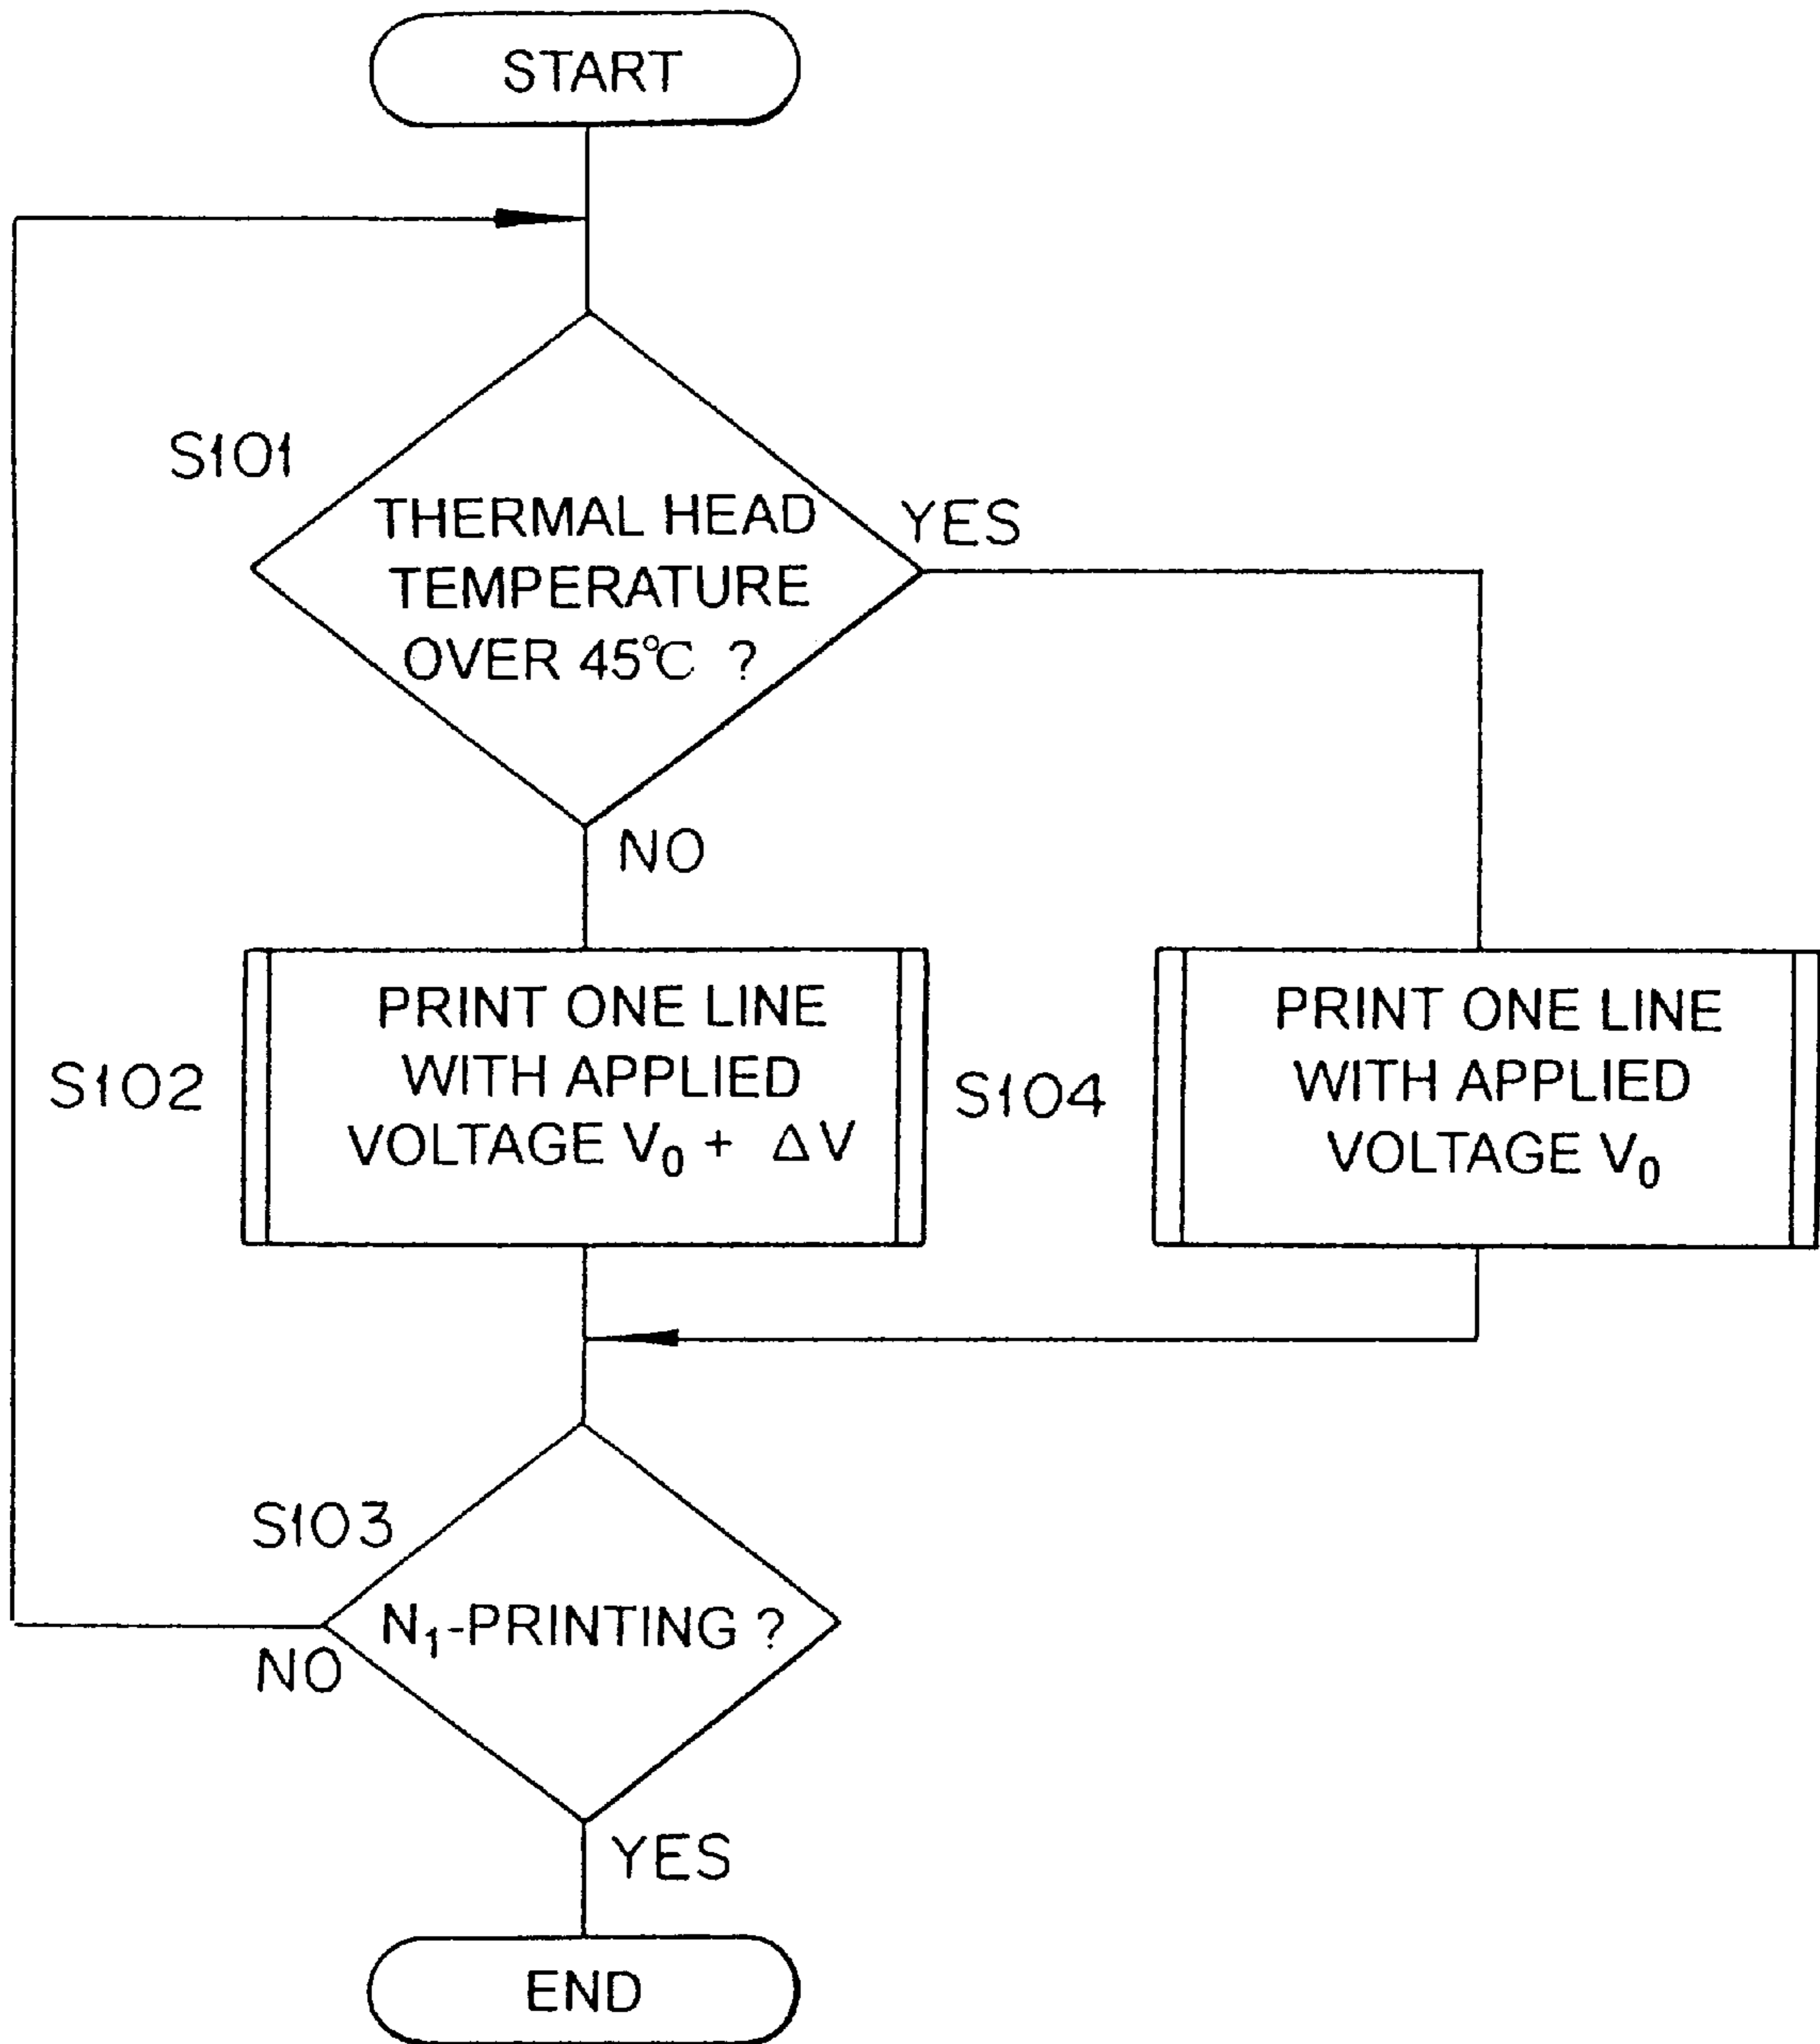 START
S101
THERMAL HEAD
TEMPERATURE
OVER 45℃ ?
YES
NO
S102
PRINT ONE LINE
WITH APPLIED
VOLTAGE V₀ + ΔV
S104
PRINT ONE LINE
WITH APPLIED
VOLTAGE V₀
S103
N₁-PRINTING ?
NO
YES
END